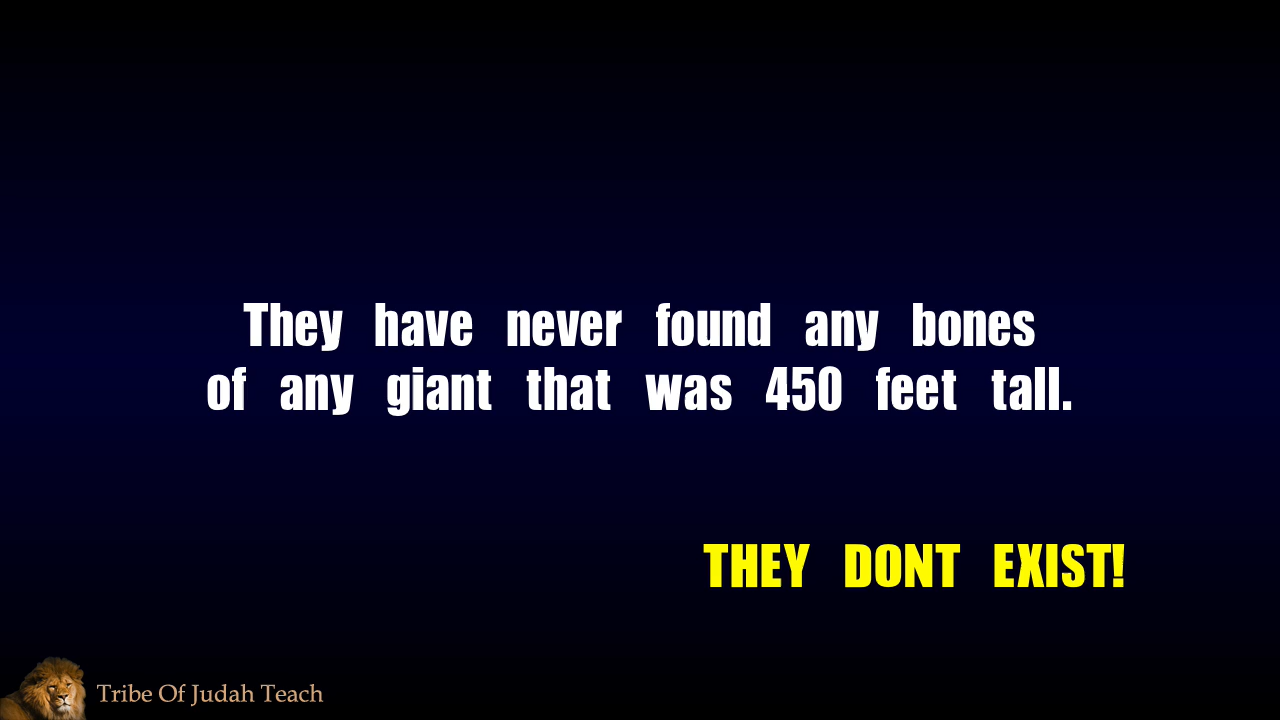 They have never found any bones
of any giant that was 450 feet tall.
THEY DONT EXIST!
Tribe Of Judah Teach